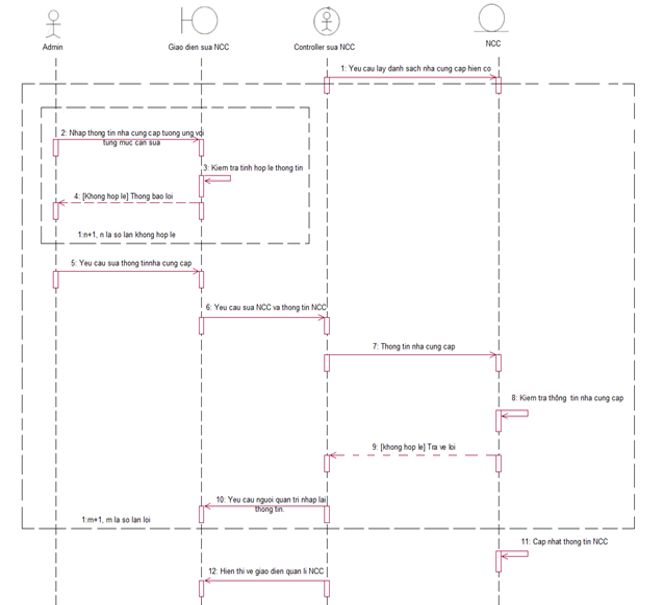 Admin
Giao dien sua NCC
Controller sua NCC
NCC
1: Yeu cau lay danh sach nha cung cap hien co
2: Nhap thong tin nha cung cap tuong ung voi
tung muc can sua
3: Kiem tra tinh hop le thong tin
4: [Khong hop le] Thong bao loi
1:n+1, n la so lan khong hop le
5: Yeu cau sua thong tinnha cung cap
6: Yeu cau sua NCC va thong tin NCC
7: Thong tin nha cung cap
8: Kiem tra thông tin nha cung cap
9: [khong hop le] Tra ve loi
10: Yeu cau nguoi quan tri nhap lai
thong tin.
1:m+1, m la so lan loi
11: Cap nhat thong tin NCC
12: Hien thi ve giao dien quan li NCC